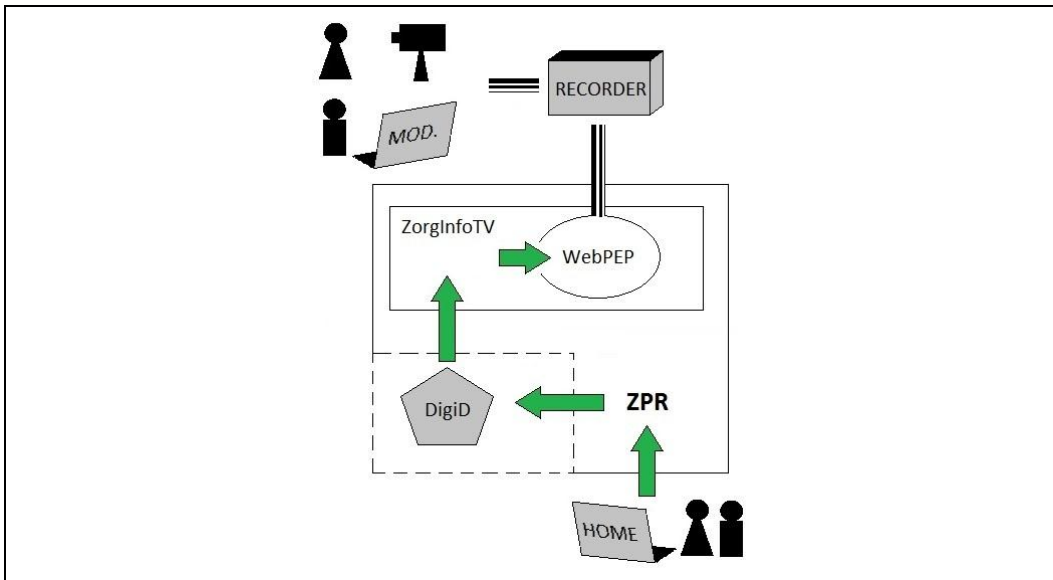 RECORDER
MOD.
ZorgInfoTV
WebPEP
DigiD
ZPR
HOME